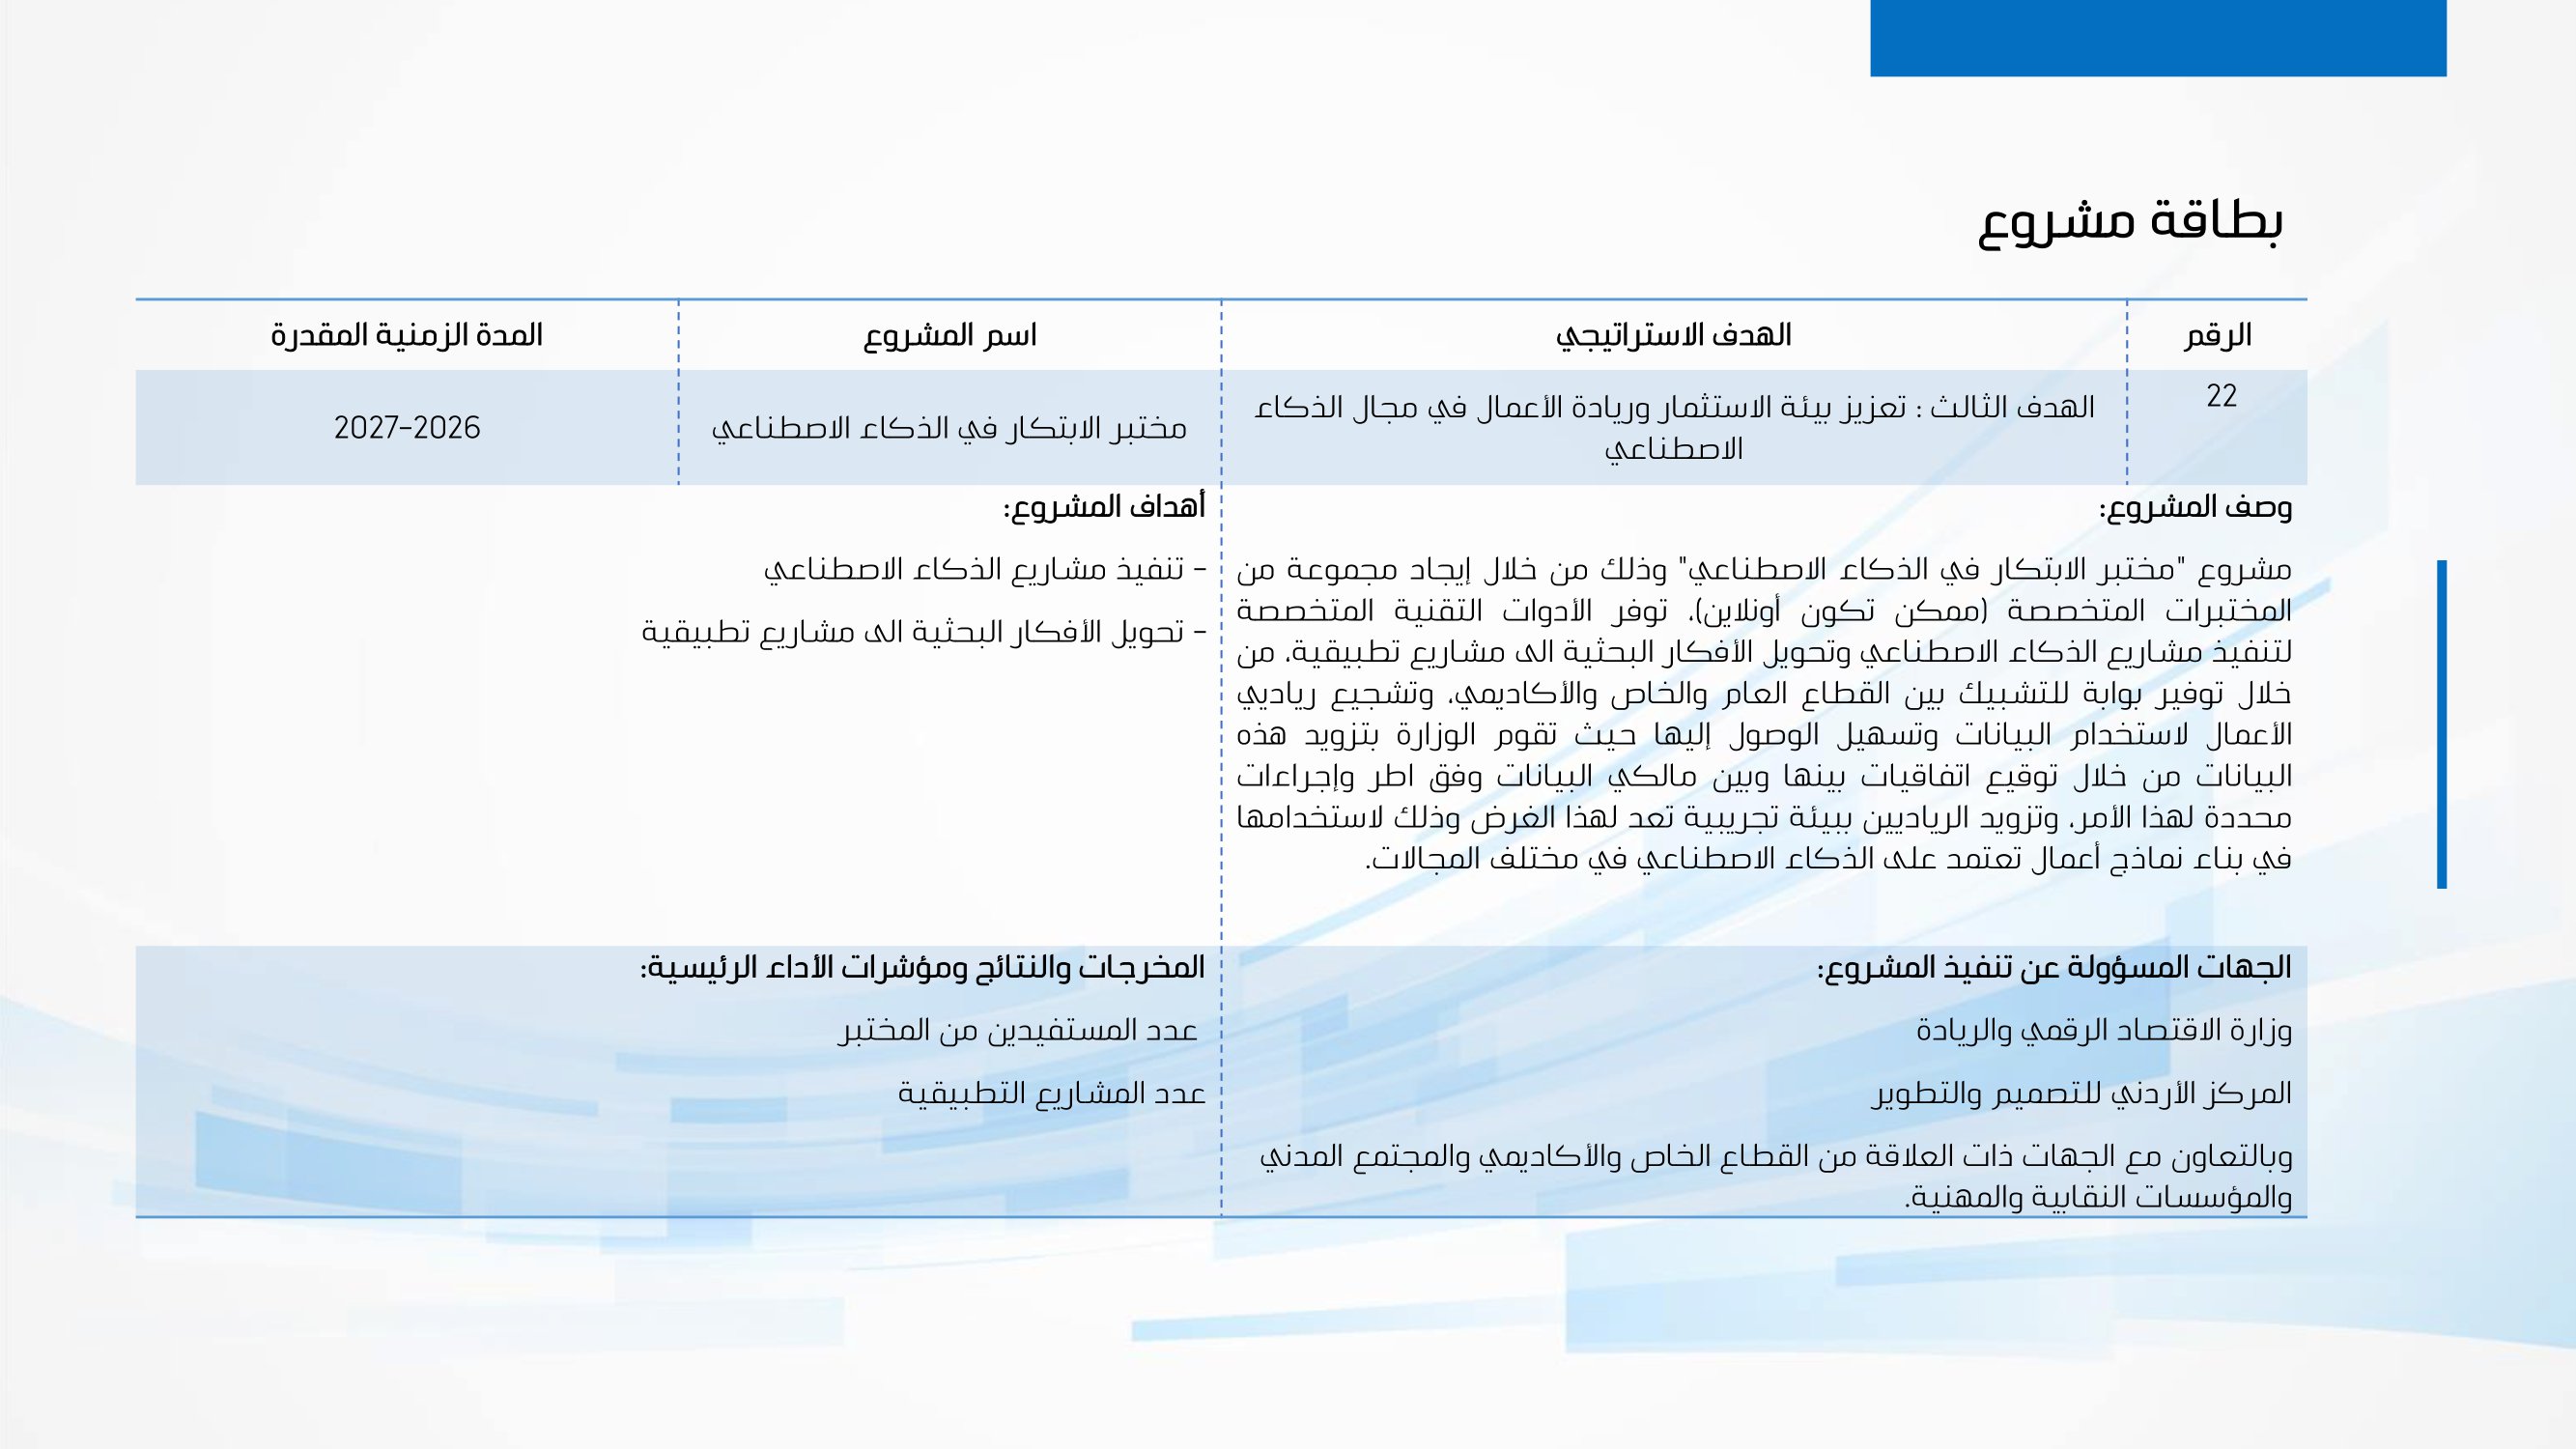 بطاقة مشروع
الرقم
الهدف الاستراتيجي
اسم المشروع
المدة الزمنية المقدرة
22
الهدف الثالث : تعزيز بيئة الاستثمار وريادة الأعمال في مجال الذكاء
الاصطناعي
مختبر الابتكار في الذكاء الاصطناعي
2027-2026
وصف المشروع:
مشروع "مختبر الابتكار في الذكاء الاصطناعي" وذلك من خلال إيجاد مجموعة من
المختبرات المتخصصة (ممكن تكون أونلاين)، توفر الأدوات التقنية المتخصصة
لتنفيذ مشاريع الذكاء الاصطناعي وتحويل الأفكار البحثية الى مشاريع تطبيقية، من
خلال توفير بوابة للتشبيك بين القطاع العام والخاص والأكاديمي، وتشجيع رياديي
الأعمال لاستخدام البيانات وتسهيل الوصول إليها حيث تقوم الوزارة بتزويد هذه
البيانات من خلال توقيع اتفاقيات بينها وبين مالكي البيانات وفق اطر وإجراءات
محددة لهذا الأمر، وتزويد الرياديين ببيئة تجريبية تعد لهذا الغرض وذلك لاستخدامها
في بناء نماذج أعمال تعتمد على الذكاء الاصطناعي في مختلف المجالات.
أهداف المشروع:
- تنفيذ مشاريع الذكاء الاصطناعي
- تحويل الأفكار البحثية الى مشاريع تطبيقية
الجهات المسؤولة عن تنفيذ المشروع:
وزارة الاقتصاد الرقمي والريادة
المركز الأردني للتصميم والتطوير
وبالتعاون مع الجهات ذات العلاقة من القطاع الخاص والأكاديمي والمجتمع المدني
والمؤسسات النقابية والمهنية.
المخرجات والنتائج ومؤشرات الأداء الرئيسية:
عدد المستفيدين من المختبر
عدد المشاريع التطبيقية